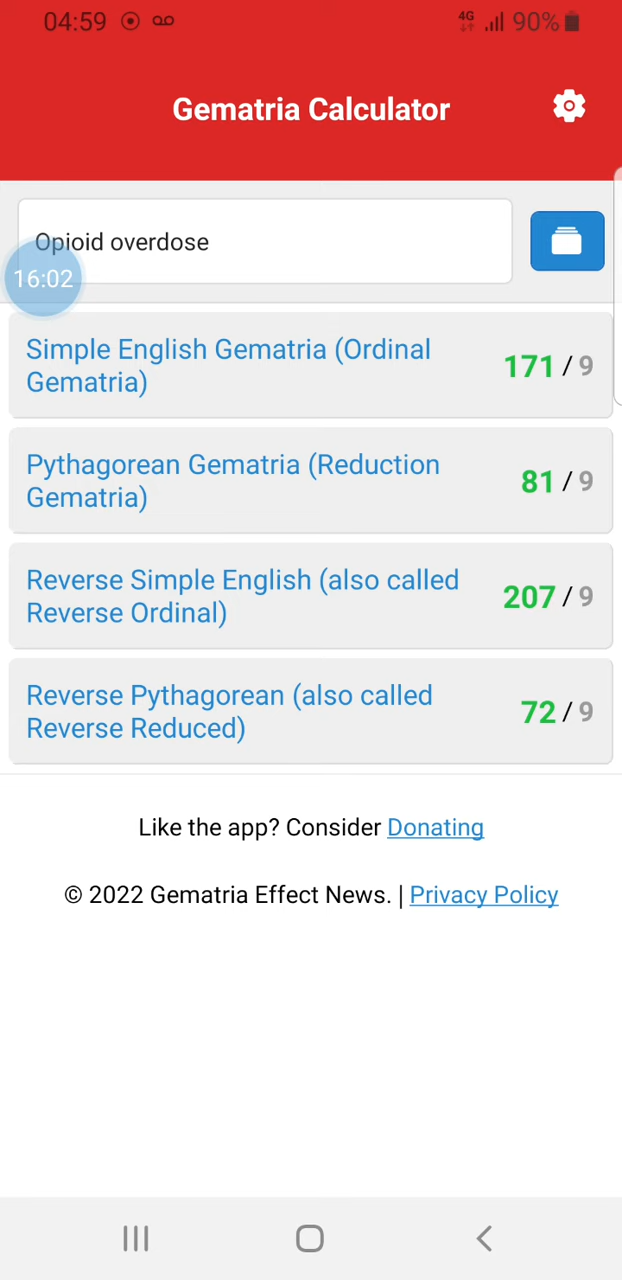 04:59 4G 90%
Gematria Calculator
Opioid overdose
16:02
Simple English Gematria (Ordinal
Gematria)
171 / 9
Pythagorean Gematria (Reduction
Gematria)
81 / 9
Reverse Simple English (also called
Reverse Ordinal)
207 / 9
Reverse Pythagorean (also called
Reverse Reduced)
72 / 9
Like the app? Consider Donating
© 2022 Gematria Effect News. | Privacy Policy